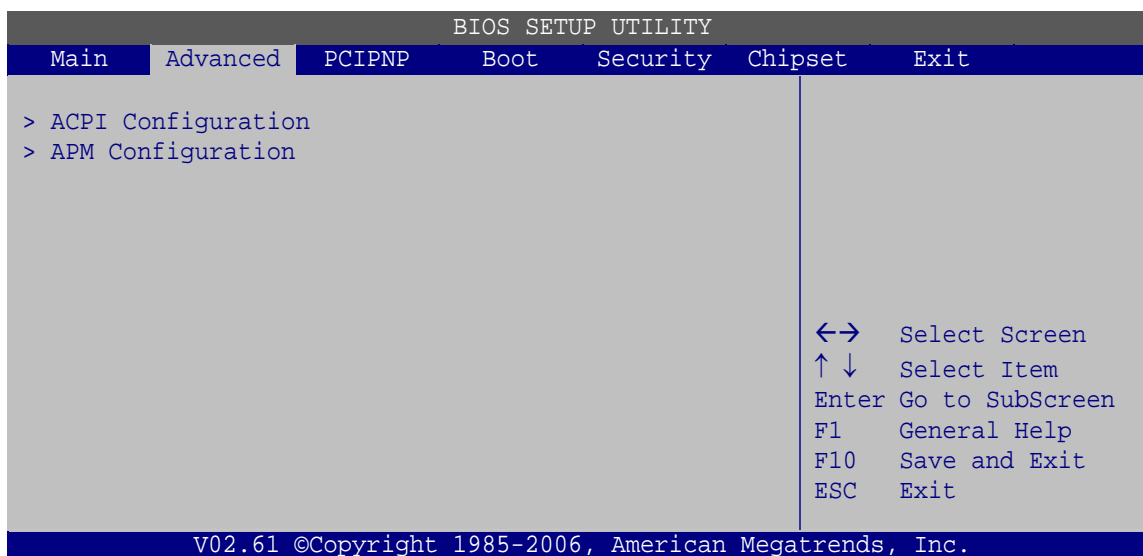 BIOS SETUP UTILITY
Main Advanced PCIPNP Boot Security Chipset Exit
> ACPI Configuration
> APM Configuration
←→ Select Screen
↑ ↓ Select Item
Enter Go to SubScreen
F1 General Help
F10 Save and Exit
ESC Exit
V02.61 ©Copyright 1985-2006, American Megatrends, Inc.